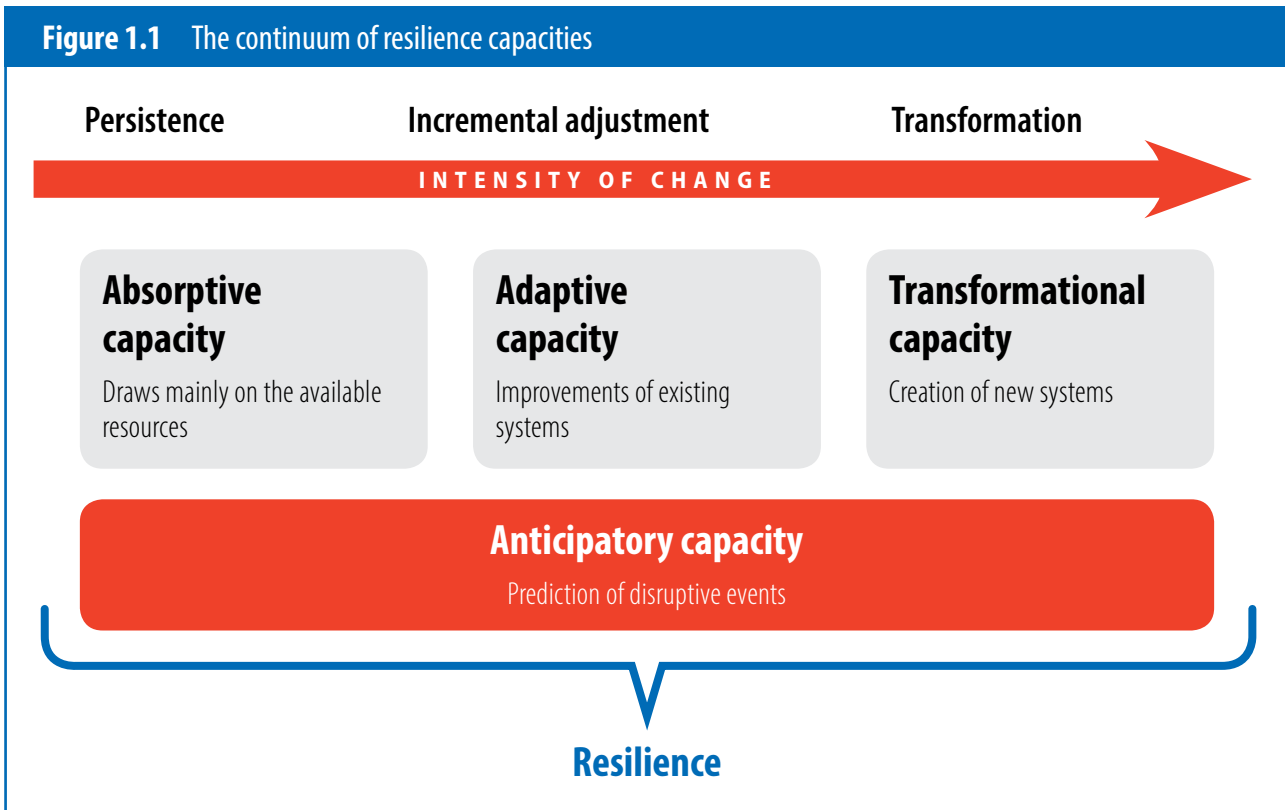 Figure 1.1 The continuum of resilience capacities
Persistence Incremental adjustment Transformation
INTENSITY OF CHANGE
Absorptive
capacity
Draws mainly on the available
resources
Adaptive
capacity
Improvements of existing
systems
Transformational
capacity
Creation of new systems
Anticipatory capacity
Prediction of disruptive events
Resilience